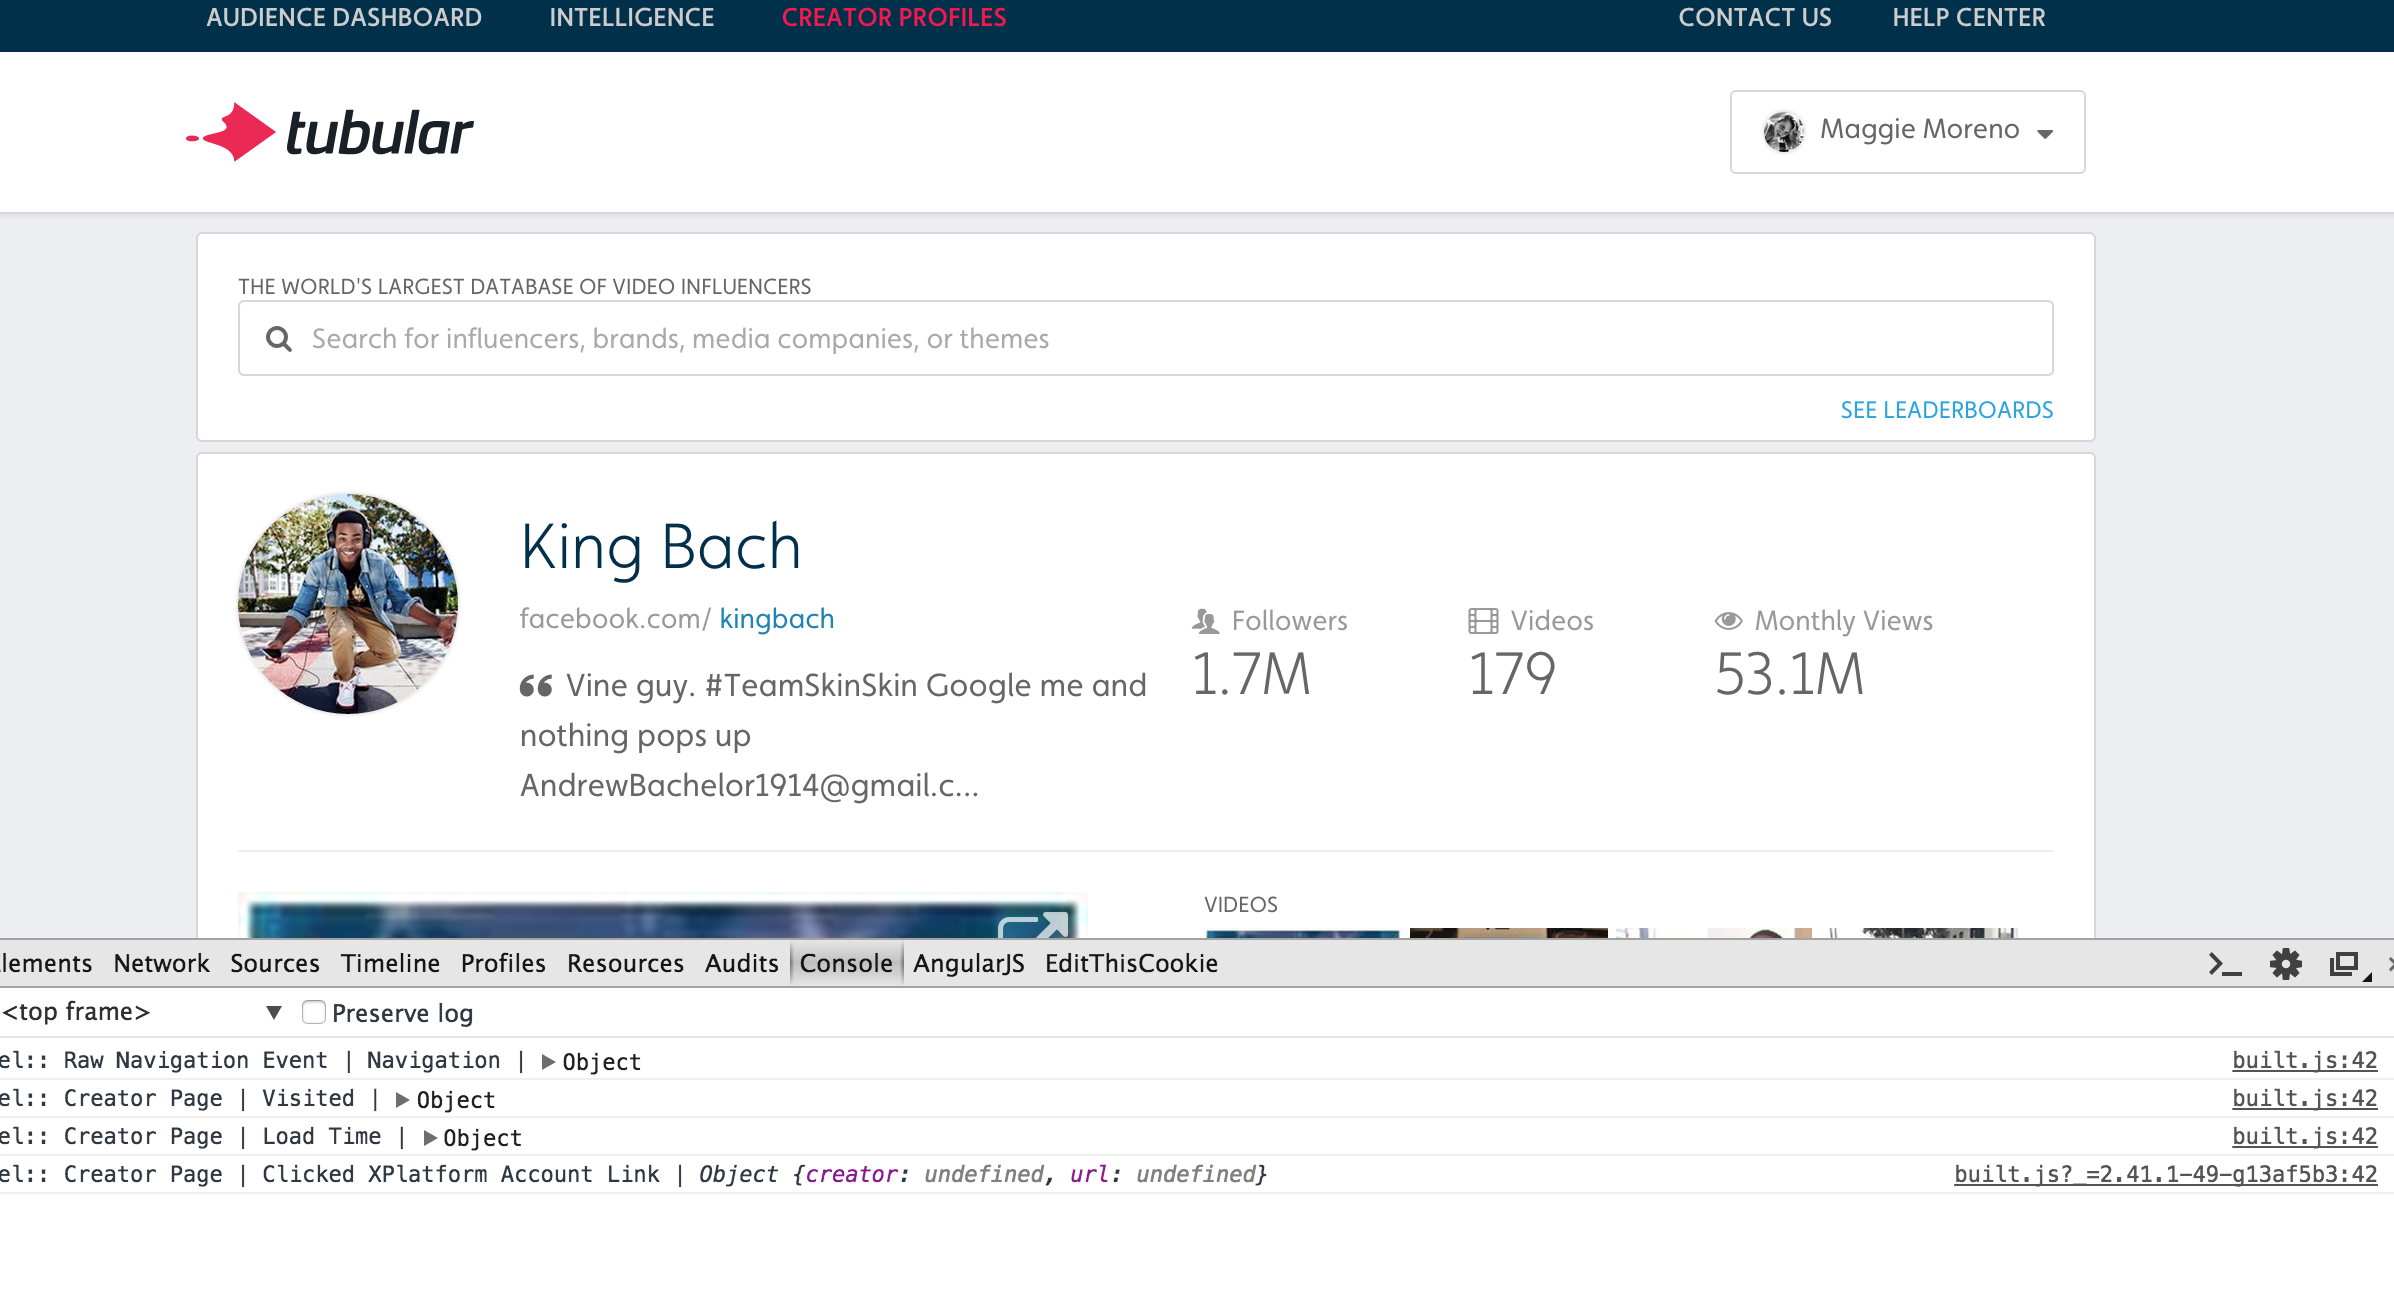 AUDIENCE DASHBOARD INTELLIGENCE CREATOR PROFILES CONTACT US HELP CENTER
tubular
Maggie Moreno
THE WORLD'S LARGEST DATABASE OF VIDEO INFLUENCERS
Search for influencers, brands, media companies, or themes
SEE LEADERBOARDS
King Bach
facebook.com/ kingbach
Followers Videos Monthly Views
1.7M 179 53.1M
“ Vine guy. #TeamSkinSkin Google me and
nothing pops up
AndrewBachelor1914@gmail.c...
VIDEOS
lements Network Sources Timeline Profiles Resources Audits Console AngularJS EditThisCookie
<top frame> ▼ Preserve log
el:: Raw Navigation Event | Navigation | ▶ Object built.js:42
el:: Creator Page | Visited | ▶ Object built.js:42
el:: Creator Page | Load Time | ▶ Object built.js:42
el:: Creator Page | Clicked XPlatform Account Link | Object {creator: undefined, url: undefined} built.js?_=2.41.1-49-g13af5b3:42